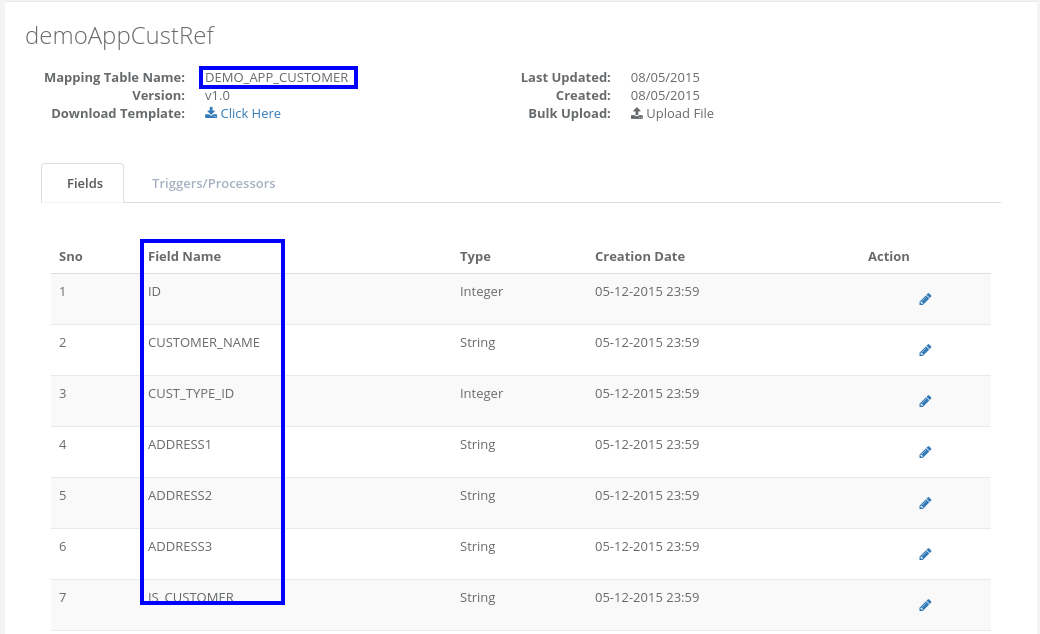 demoAppCustRef
Mapping Table Name: DEMO_APP_CUSTOMER Last Updated: 08/05/2015
Version: v1.0 Created: 08/05/2015
Download Template: Click Here Bulk Upload: Upload File
Fields Triggers/Processors
Sno Field Name Type Creation Date Action
1 ID Integer 05-12-2015 23:59
2 CUSTOMER_NAME String 05-12-2015 23:59
3 CUST_TYPE_ID Integer 05-12-2015 23:59
4 ADDRESS1 String 05-12-2015 23:59
5 ADDRESS2 String 05-12-2015 23:59
6 ADDRESS3 String 05-12-2015 23:59
7 IS_CUSTOMER String 05-12-2015 23:59